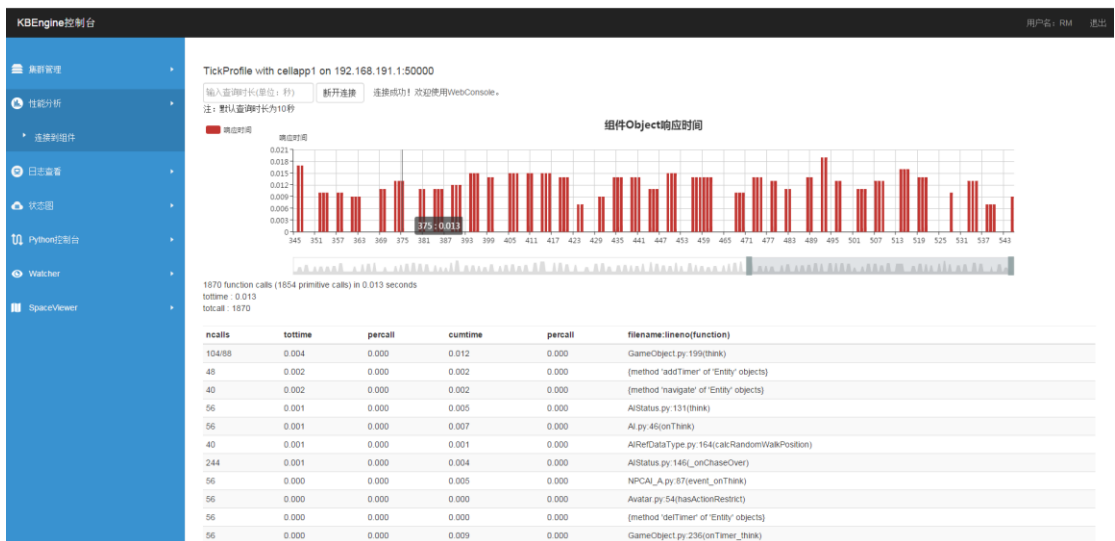 KBEngine控制台
用户名：RM 退出
集群管理
性能分析
连接到组件
日志查看
状态图
Python控制台
Watcher
SpaceViewer
TickProfile with cellapp1 on 192.168.191.1:50000
输入查询时长(单位：秒) 断开连接 连接成功！欢迎使用WebConsole。
注：默认查询时长为10秒
组件Object响应时间
响应时间
响应时间
0.021
0.018
0.015
0.012
0.009
0.006
0.003
0
375 : 0.013
345 351 357 363 369 375 381 387 393 399 405 411 417 423 429 435 441 447 453 459 465 471 477 483 489 495 501 507 513 519 525 531 537 543
1870 function calls (1854 primitive calls) in 0.013 seconds
tottime : 0.013
totcall : 1870
ncalls tottime percall cumtime percall filename:lineno(function)
104/88 0.004 0.000 0.012 0.000 GameObject.py:199(think)
48 0.002 0.000 0.002 0.000 {method 'addTimer' of 'Entity' objects}
40 0.002 0.000 0.002 0.000 {method 'navigate' of 'Entity' objects}
56 0.001 0.000 0.005 0.000 AIStatus.py:131(think)
56 0.001 0.000 0.007 0.000 AI.py:46(onThink)
40 0.001 0.000 0.001 0.000 AIRefDataType.py:164(calcRandomWalkPosition)
244 0.001 0.000 0.004 0.000 AIStatus.py:146(_onChaseOver)
56 0.000 0.000 0.005 0.000 NPCAI_A.py:87(event_onThink)
56 0.000 0.000 0.000 0.000 Avatar.py:54(hasActionRestrict)
56 0.000 0.000 0.000 0.000 {method 'delTimer' of 'Entity' objects}
56 0.000 0.000 0.009 0.000 GameObject.py:236(onTimer_think)